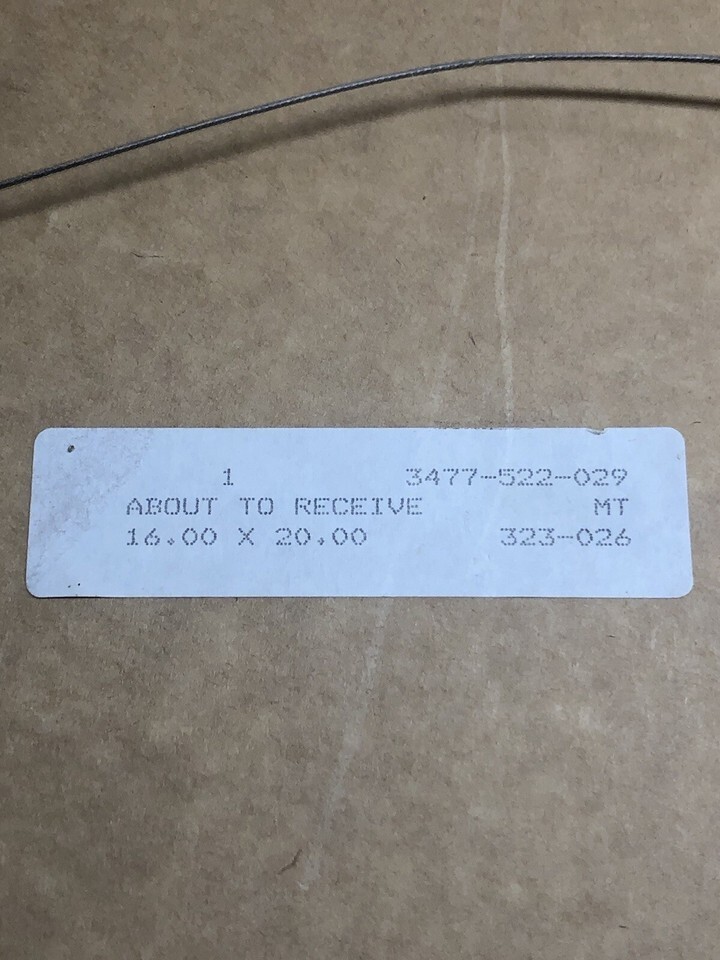 1 3477-522-029
ABOUT TO RECEIVE MT
16.00 X 20.00 323-026